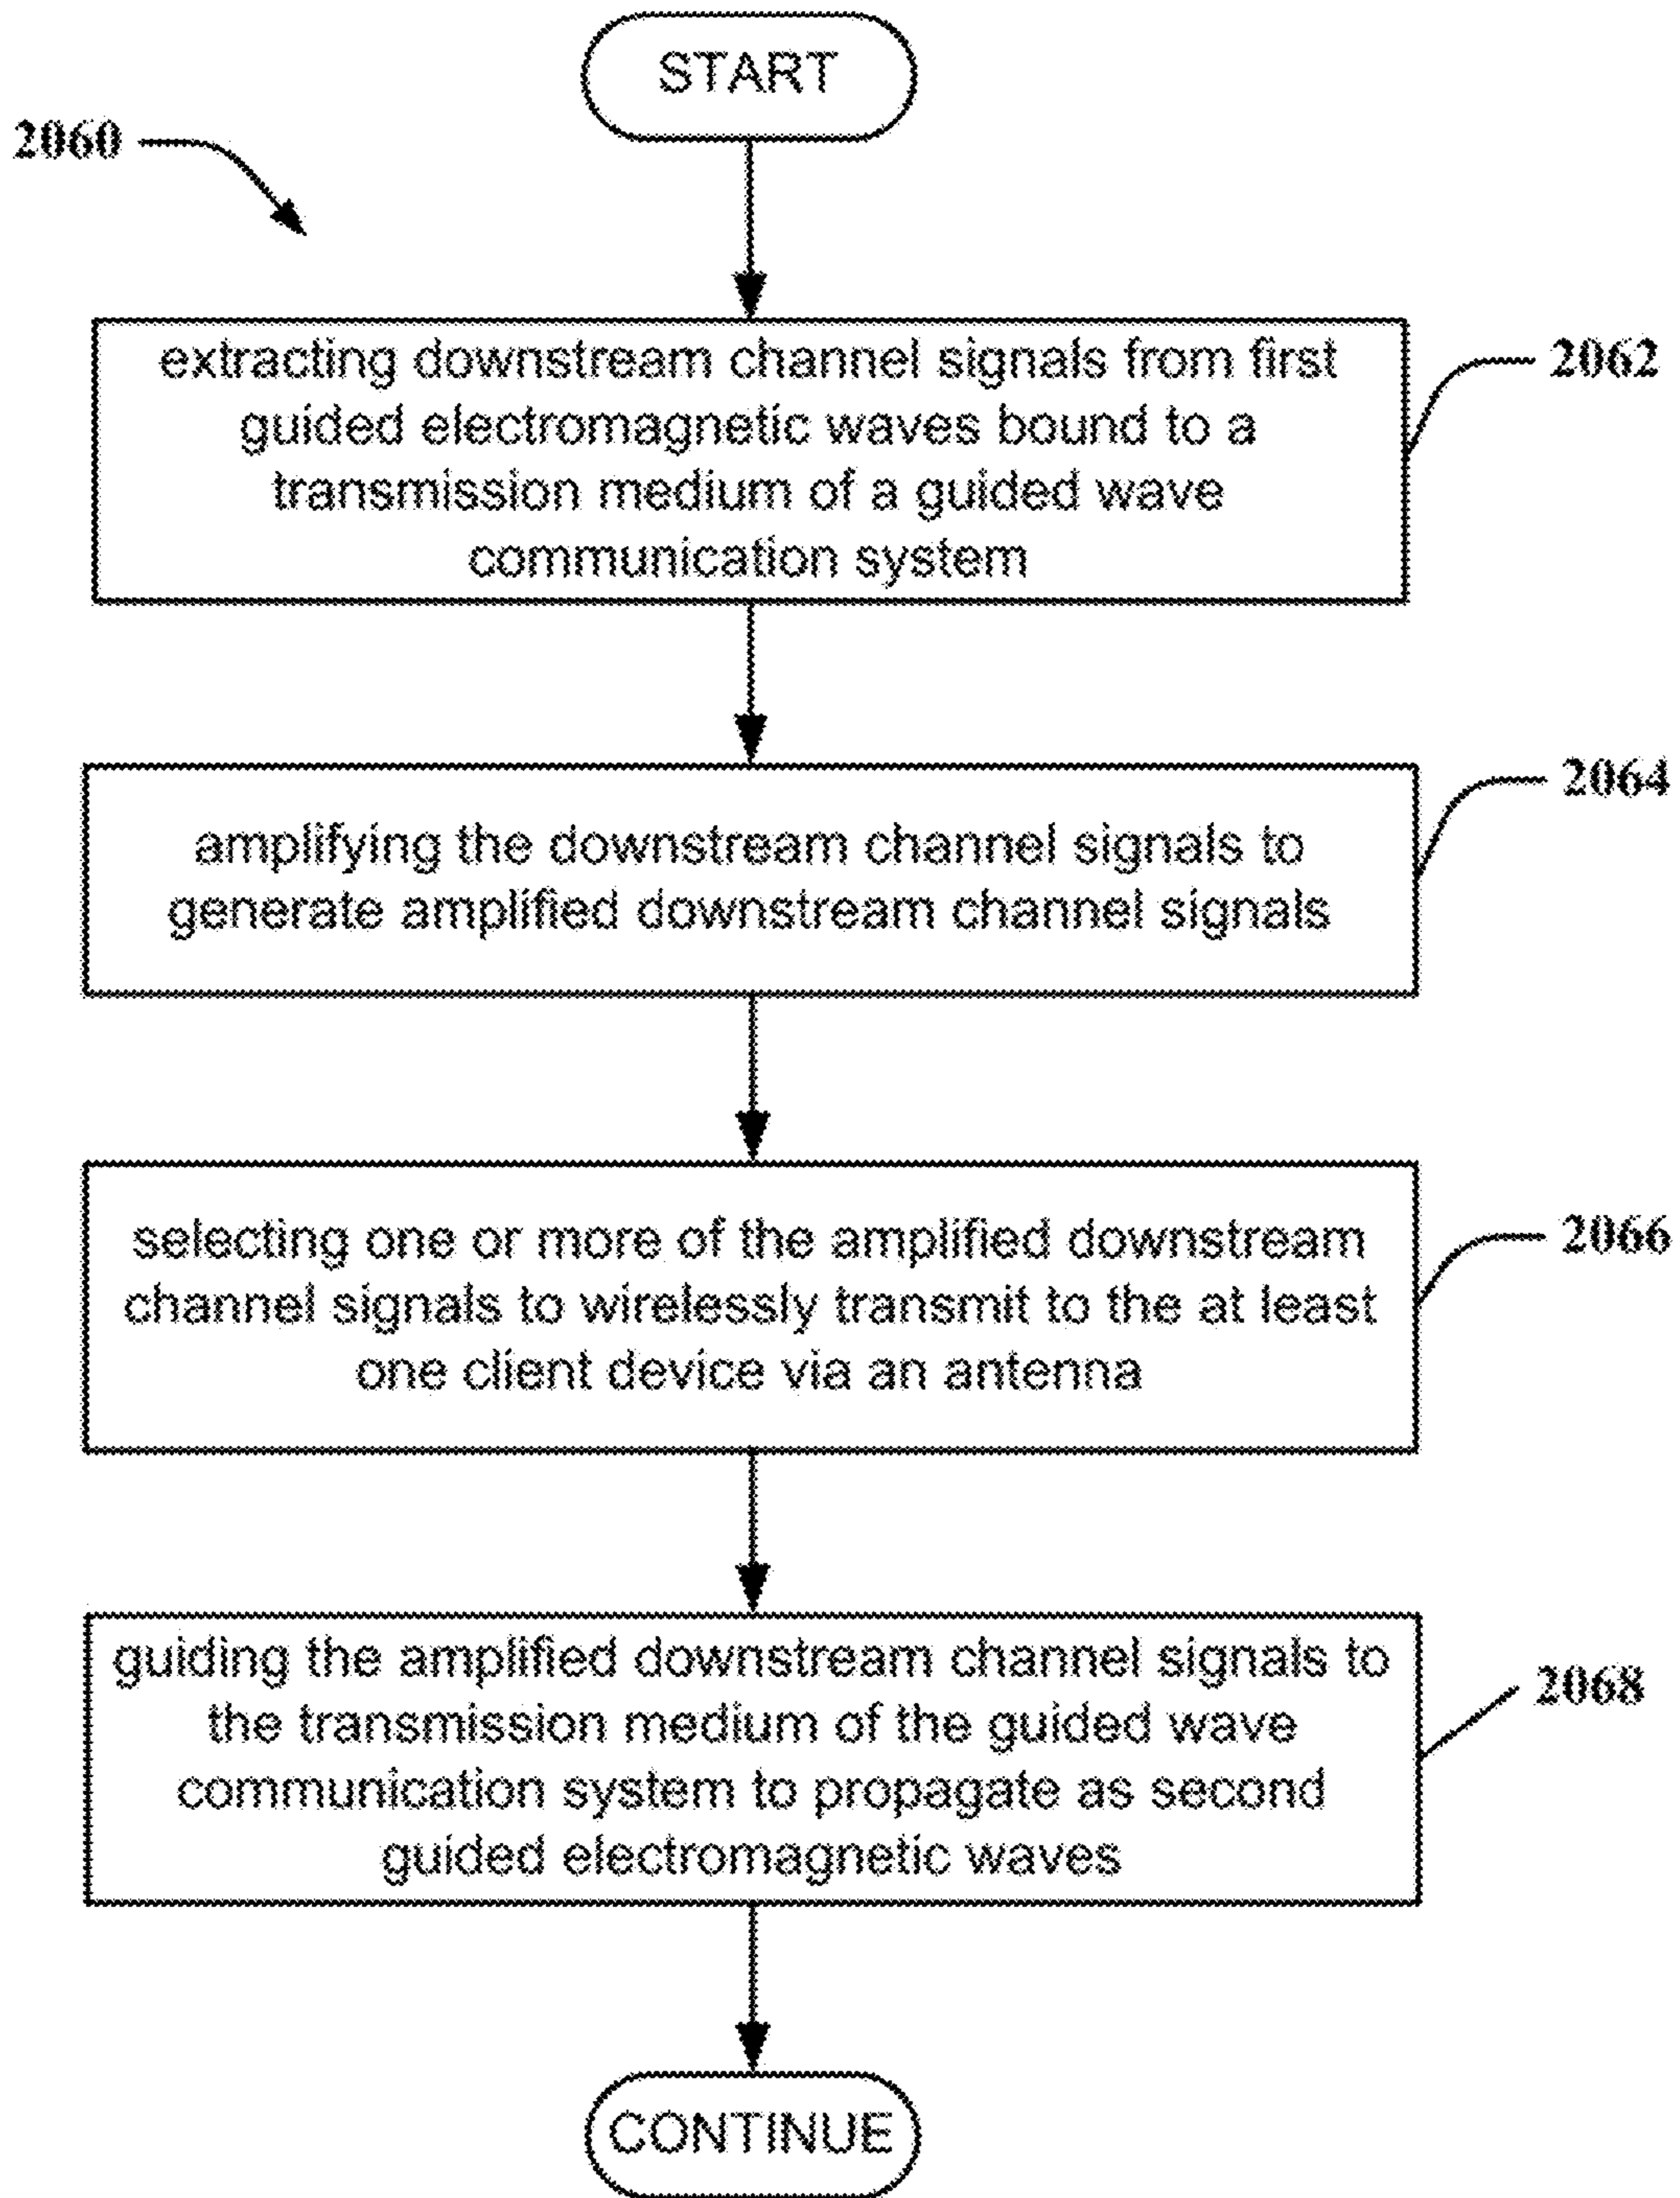 START
2060
extracting downstream channel signals from first
guided electromagnetic waves bound to a
transmission medium of a guided wave
communication system
2062
amplifying the downstream channel signals to
generate amplified downstream channel signals
2064
selecting one or more of the amplified downstream
channel signals to wirelessly transmit to the at least
one client device via an antenna
2066
guiding the amplified downstream channel signals to
the transmission medium of the guided wave
communication system to propagate as second
guided electromagnetic waves
2068
CONTINUE